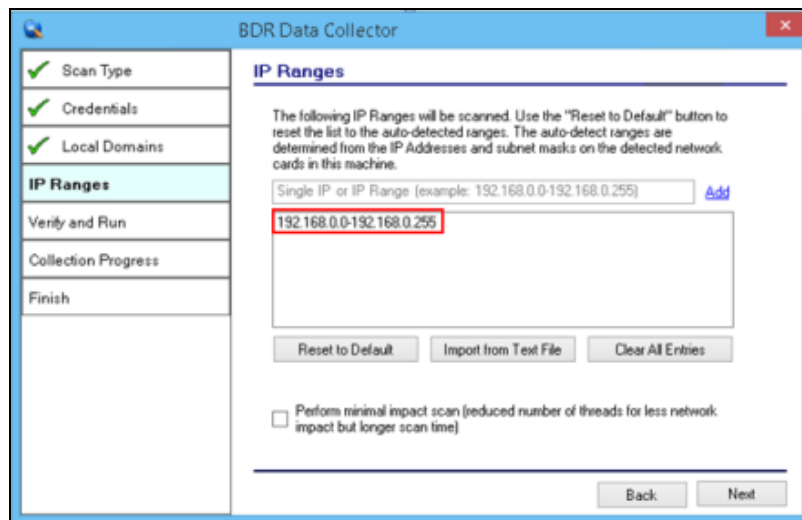 BDR Data Collector
Scan Type
Credentials
Local Domains
IP Ranges
Verify and Run
Collection Progress
Finish
IP Ranges
The following IP Ranges will be scanned. Use the "Reset to Default" button to
reset the list to the auto-detected ranges. The auto-detect ranges are
determined from the IP Addresses and subnet masks on the detected network
cards in this machine.
Single IP or IP Range (example: 192.168.0.0-192.168.0.255)
Add
192.168.0.0-192.168.0.255
Reset to Default
Import from Text File
Clear All Entries
Perform minimal impact scan (reduced number of threads for less network
impact but longer scan time)
Back
Next